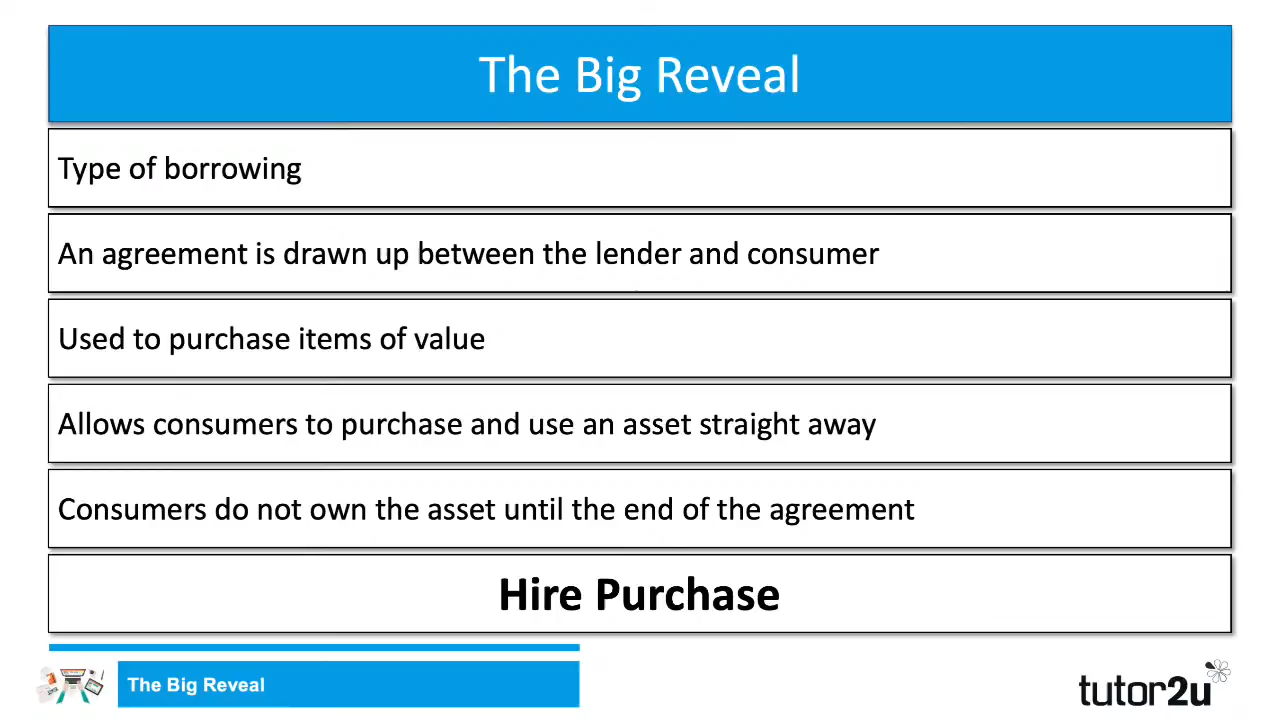 The Big Reveal
Type of borrowing
An agreement is drawn up between the lender and consumer
Used to purchase items of value
Allows consumers to purchase and use an asset straight away
Consumers do not own the asset until the end of the agreement
Hire Purchase
The Big Reveal
tutor2u